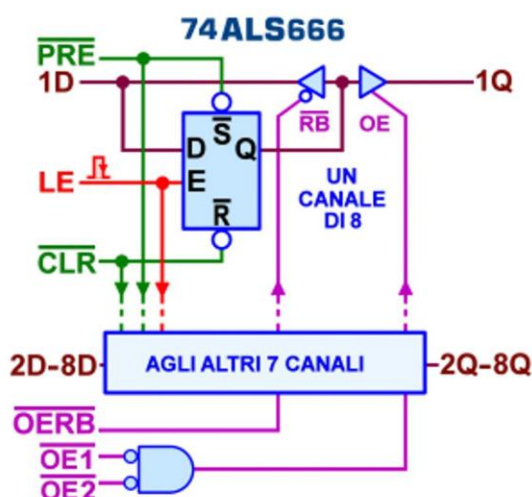 74ALS666
PRE
1D
1Q
S
RB
OE
D
Q
LE
E
UN
CANALE
DI 8
R
CLR
2D-8D
AGLI ALTRI 7 CANALI
2Q-8Q
OERB
OE1
OE2